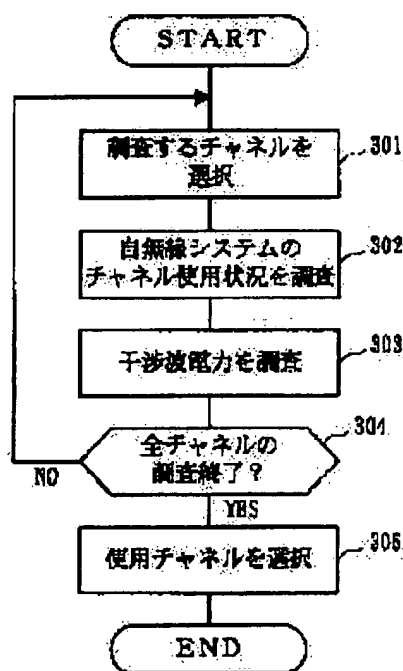 START
調査するチャネルを
選択
301
自無線システムの
チャネル使用状況を調査
302
干渉波電力を調査
303
全チャネルの
調査終了？
304
NO
YES
使用チャネルを選択
305
END